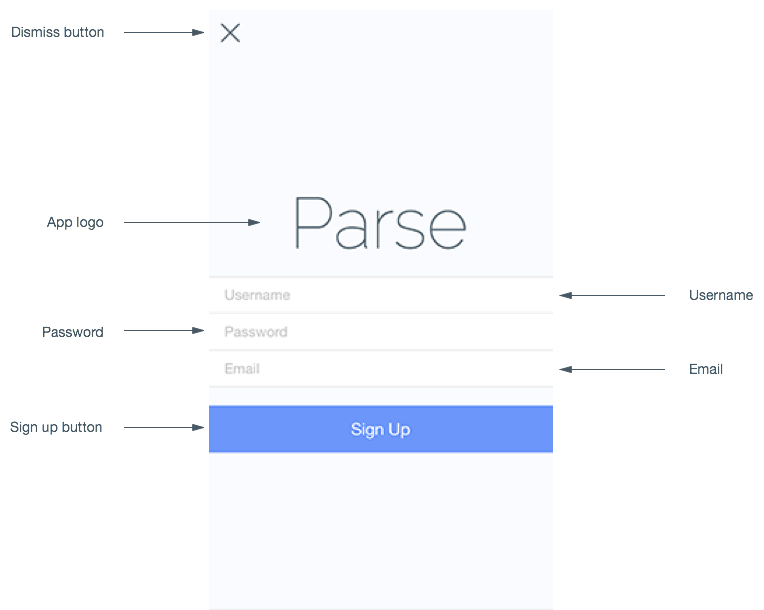 Dismiss button
App logo
Parse
Username
Username
Password
Password
Email
Email
Sign up button
Sign Up